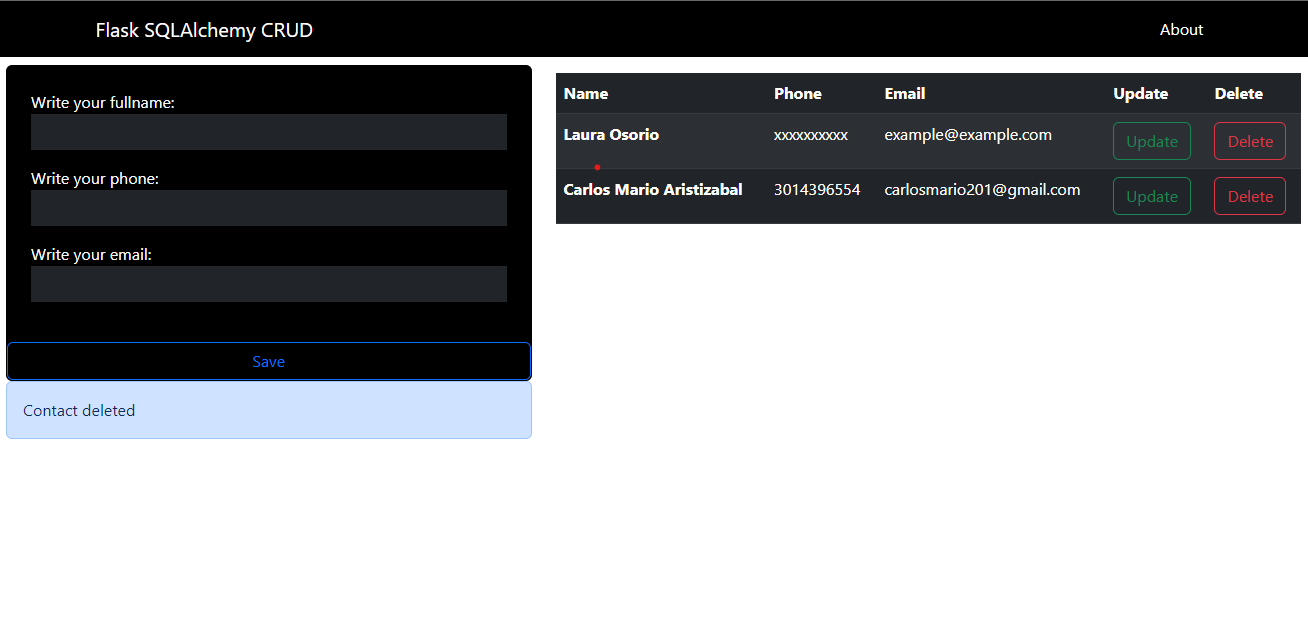 Flask SQLAlchemy CRUD About
Write your fullname:
Write your phone:
Write your email:
Save
Contact deleted
Name Phone Email Update Delete
Laura Osorio xxxxxxxxxx example@example.com Update Delete
Carlos Mario Aristizabal 3014396554 carlosmario201@gmail.com Update Delete